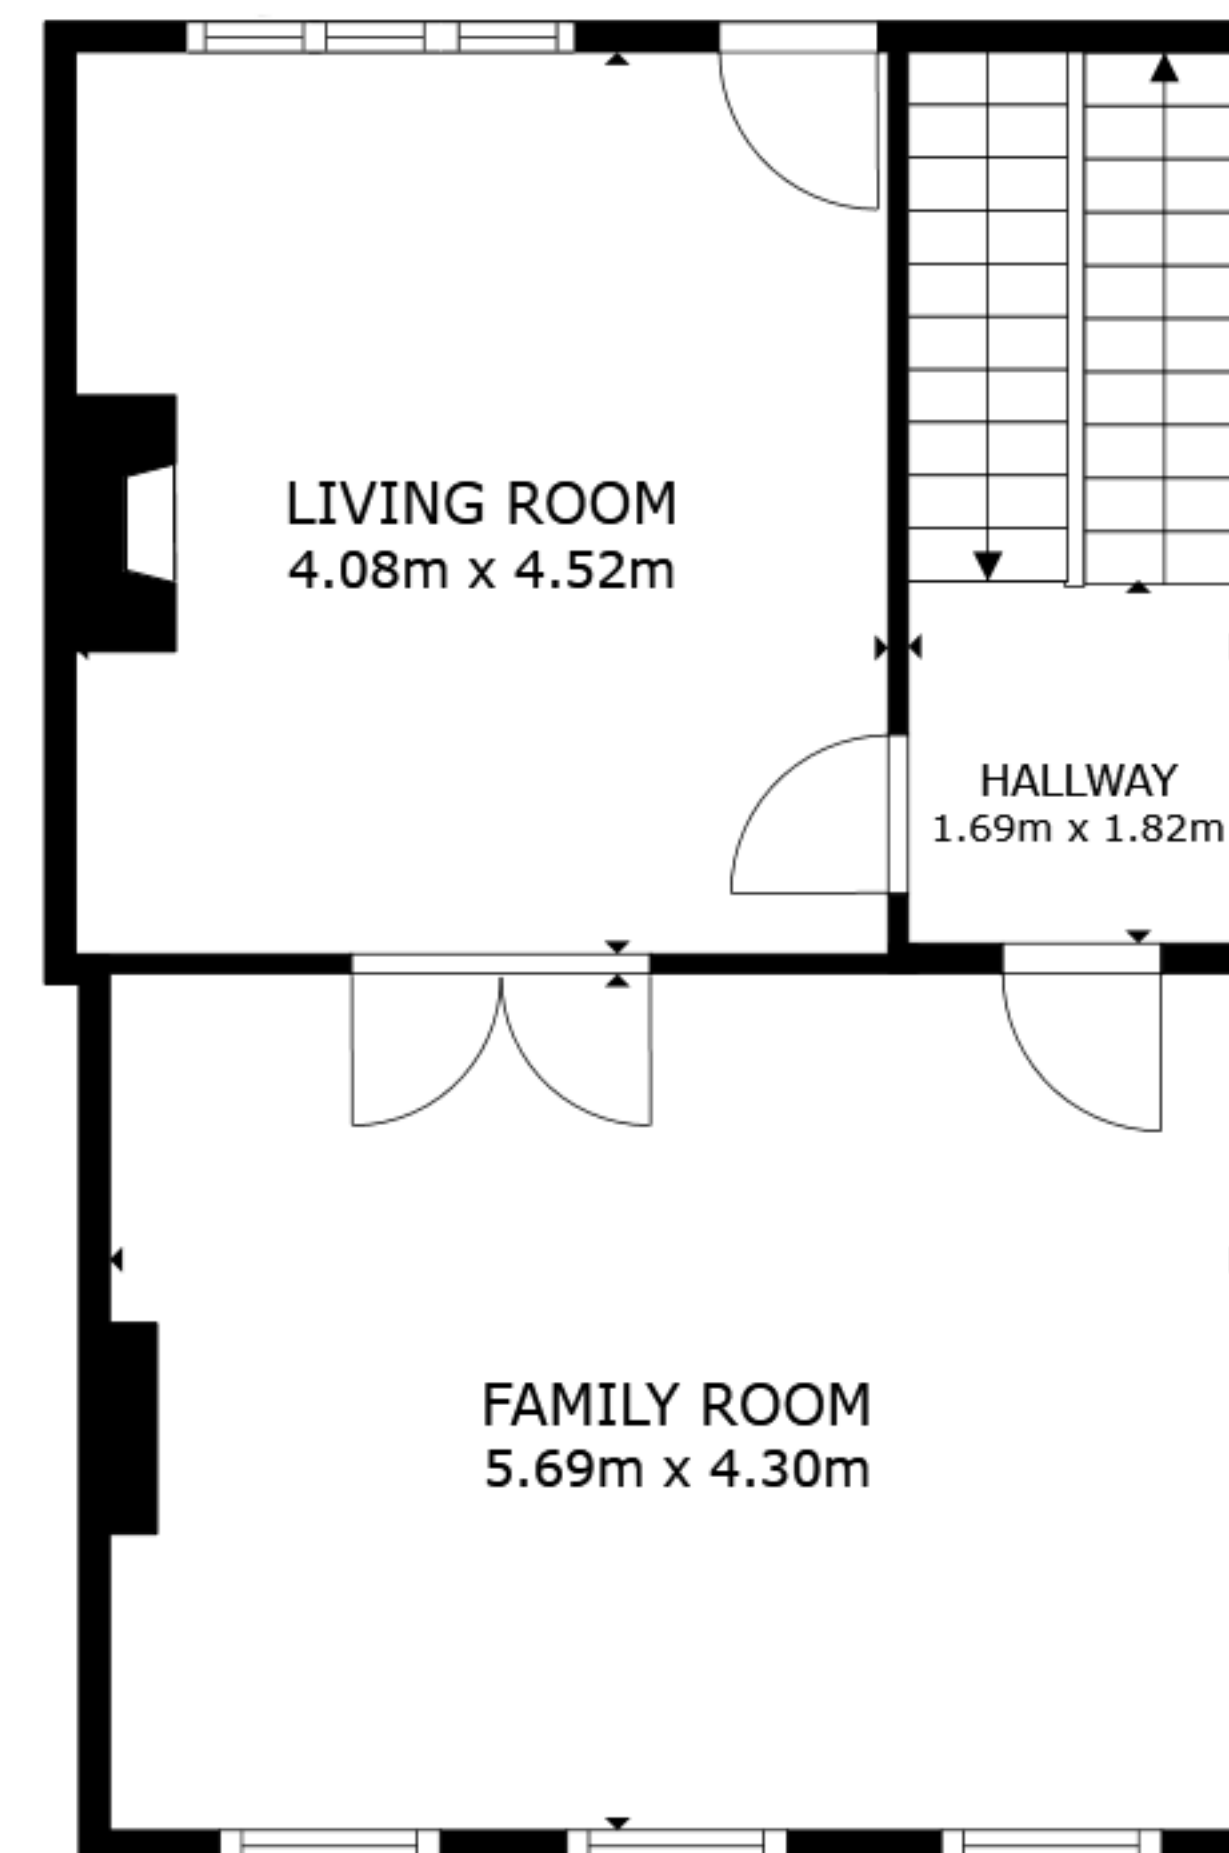 LIVING ROOM
4.08m x 4.52m
HALLWAY
1.69m x 1.82m
FAMILY ROOM
5.69m x 4.30m